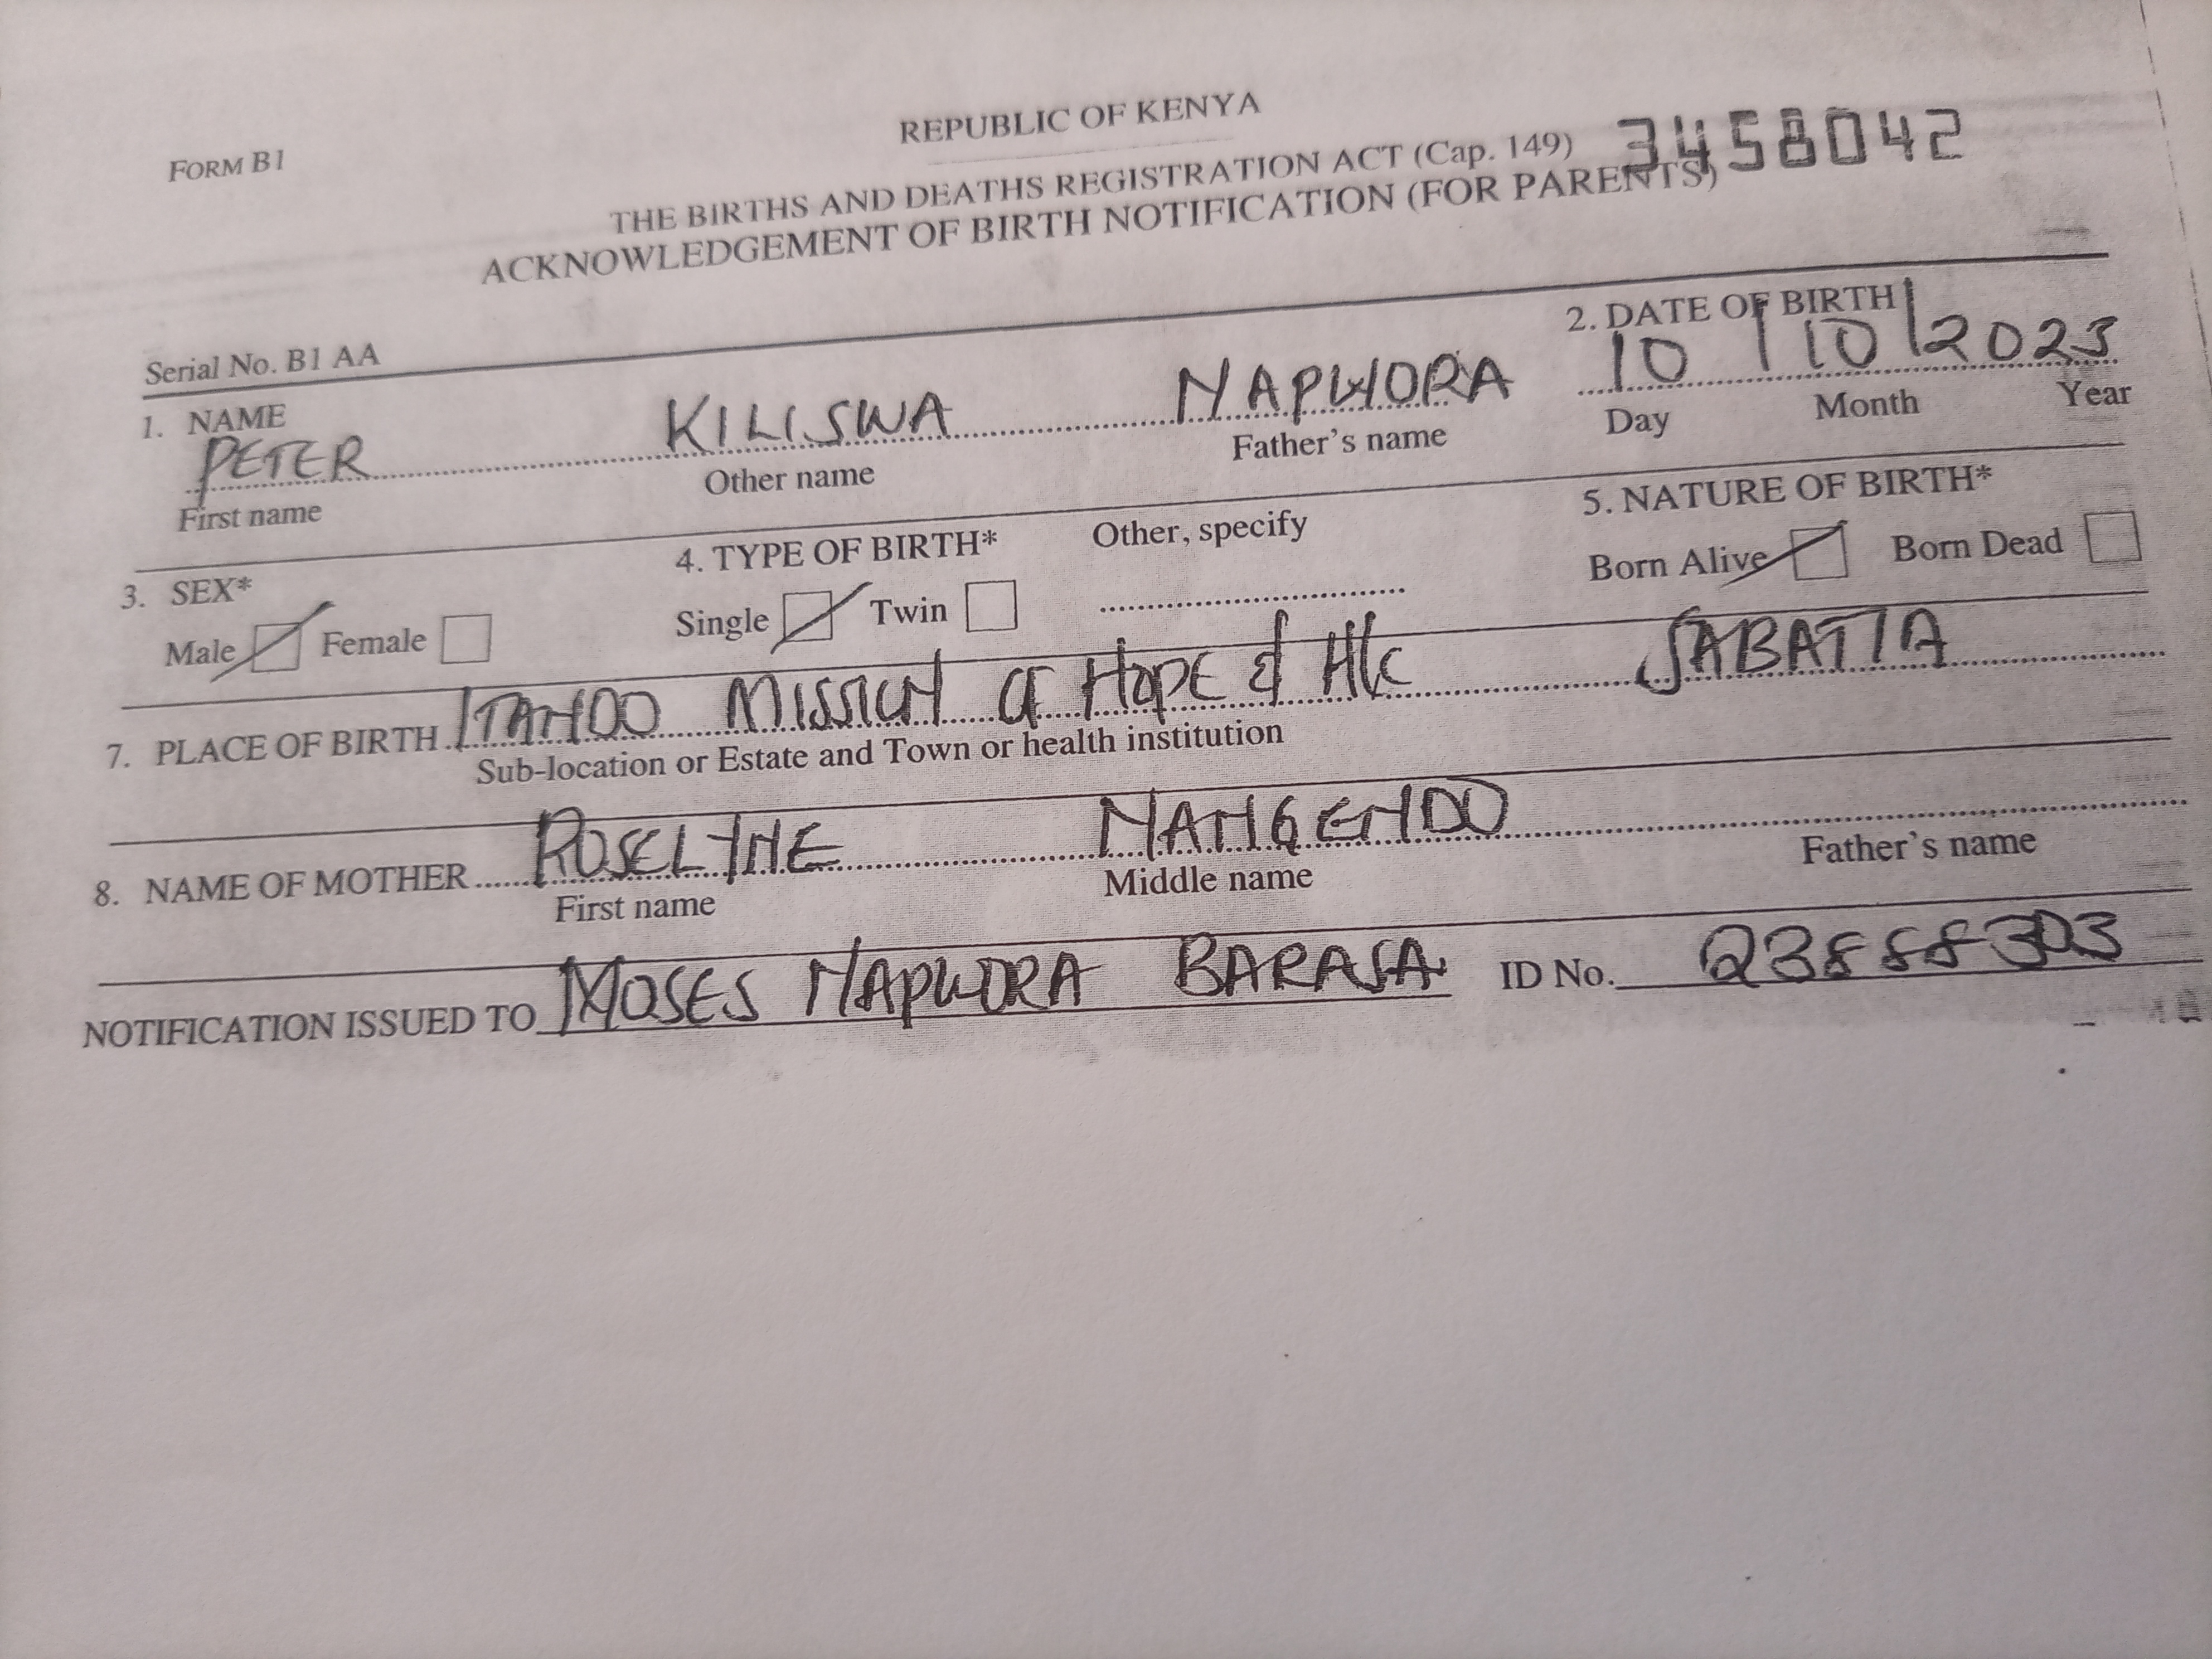 FORM B1
REPUBLIC OF KENYA
THE BIRTHS AND DEATHS REGISTRATION ACT (Cap. 149) 3458042
ACKNOWLEDGEMENT OF BIRTH NOTIFICATION (FOR PARENTS)
Serial No. B1 AA
1. NAME 2. DATE OF BIRTH
PETER KILISWA NAPWORA 10/10/2023
First name Other name Father's name Day Month Year
3. SEX* 4. TYPE OF BIRTH* Other, specify 5. NATURE OF BIRTH*
Male Female Single Twin Born Alive Born Dead
7. PLACE OF BIRTH ITANDO MISSION OF HOPE & H/C SABATIA
Sub-location or Estate and Town or health institution
8. NAME OF MOTHER ROSELYNE NANGENDO
First name Middle name Father's name
NOTIFICATION ISSUED TO MOSES NAPWORA BARASA ID No. 23888303